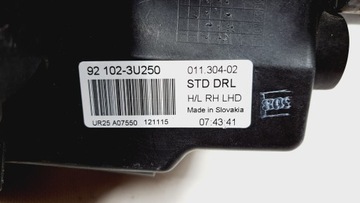 92 102-3U250
011.304-02
STD DRL
H/L RH LHD
Made in Slovakia
UR25 A07550 121115
07:43:41